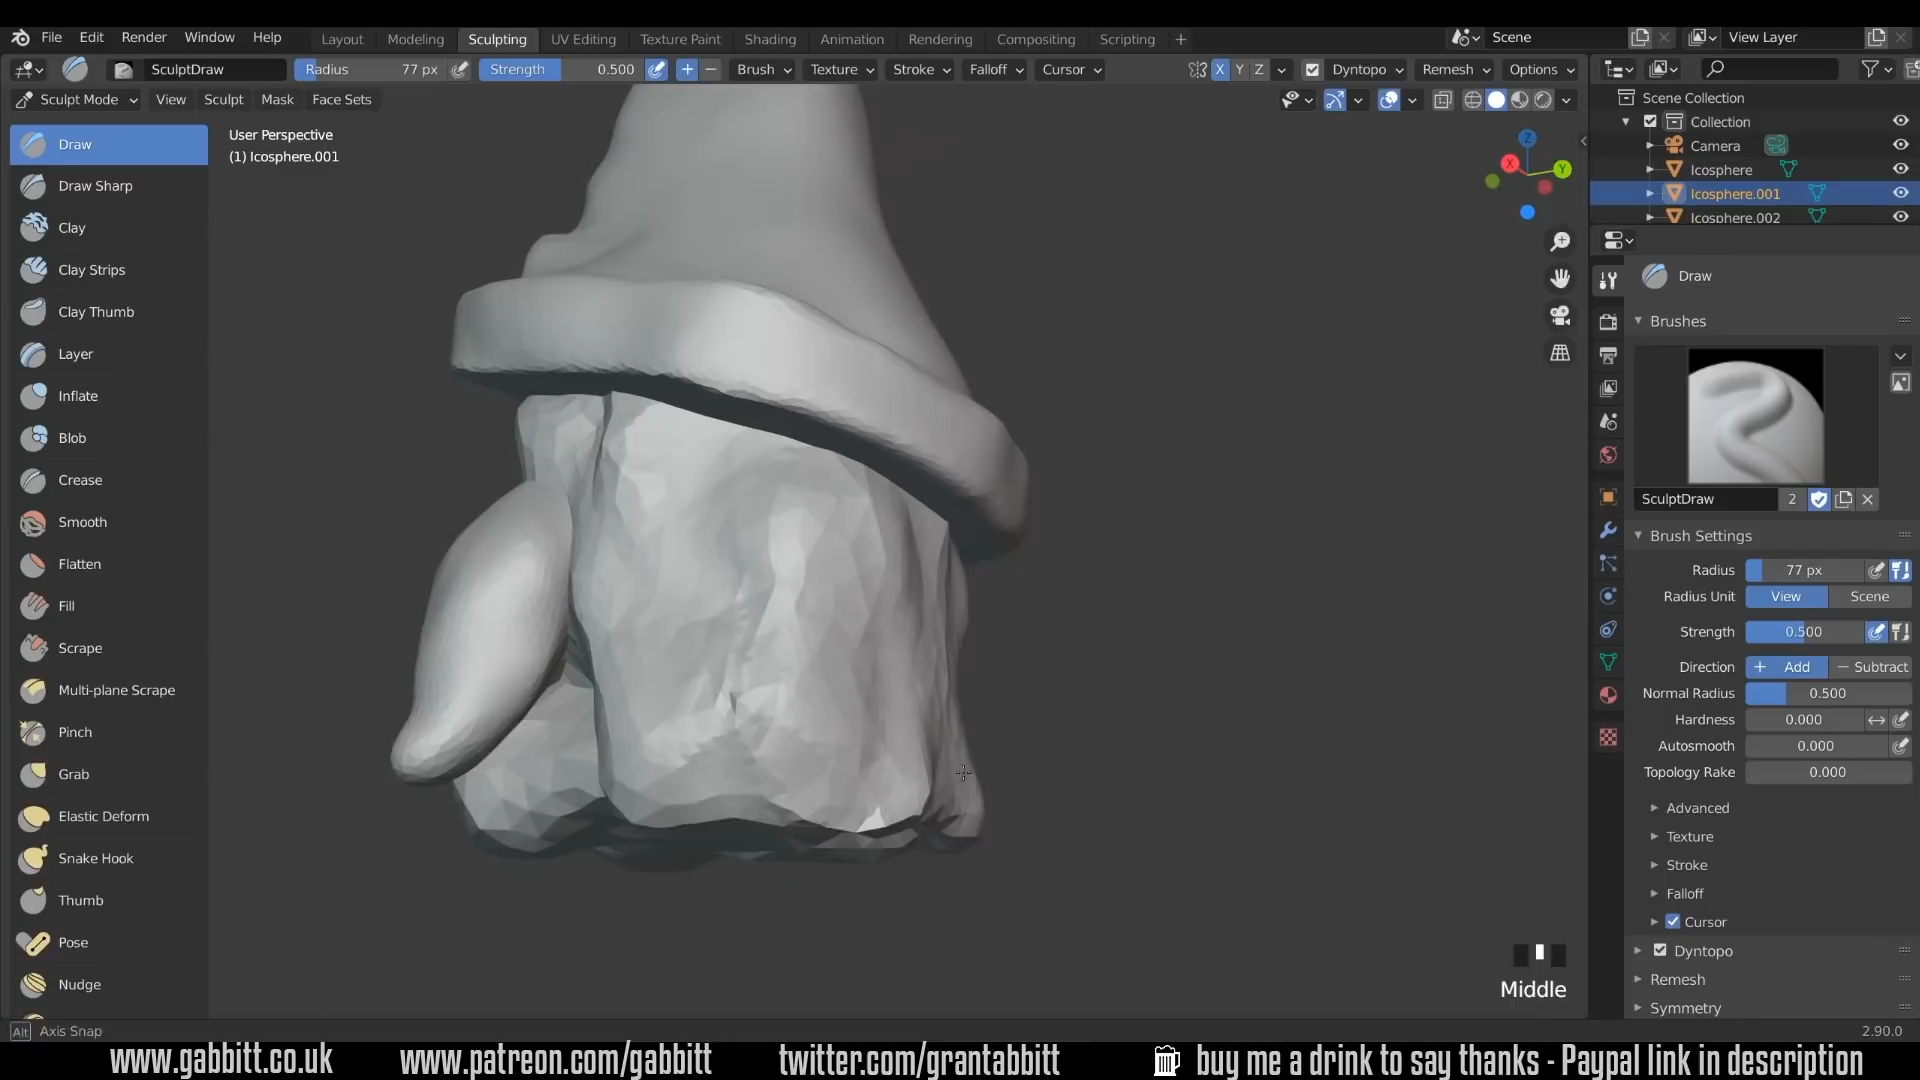 File Edit Render Window Help Layout Modeling Sculpting UV Editing Texture Paint Shading Animation Rendering Compositing Scripting + Scene View Layer
SculptDraw Radius 77 px Strength 0.500 + − Brush Texture Stroke Falloff Cursor X Y Z Dyntopo Remesh Options
Sculpt Mode View Sculpt Mask Face Sets
User Perspective
(1) Icosphere.001
Draw
Draw Sharp
Clay
Clay Strips
Clay Thumb
Layer
Inflate
Blob
Crease
Smooth
Flatten
Fill
Scrape
Multi-plane Scrape
Pinch
Grab
Elastic Deform
Snake Hook
Thumb
Pose
Nudge
Z
X
Y
Middle
Scene Collection
Collection
Camera
Icosphere
Icosphere.001
Icosphere.002
Draw
Brushes
SculptDraw 2
Brush Settings
Radius 77 px
Radius Unit View Scene
Strength 0.500
Direction + Add − Subtract
Normal Radius 0.500
Hardness 0.000
Autosmooth 0.000
Topology Rake 0.000
Advanced
Texture
Stroke
Falloff
Cursor
Dyntopo
Remesh
Symmetry
Alt Axis Snap 2.90.0
www.gabbitt.co.uk www.patreon.com/gabbitt twitter.com/grantabbitt buy me a drink to say thanks - Paypal link in description